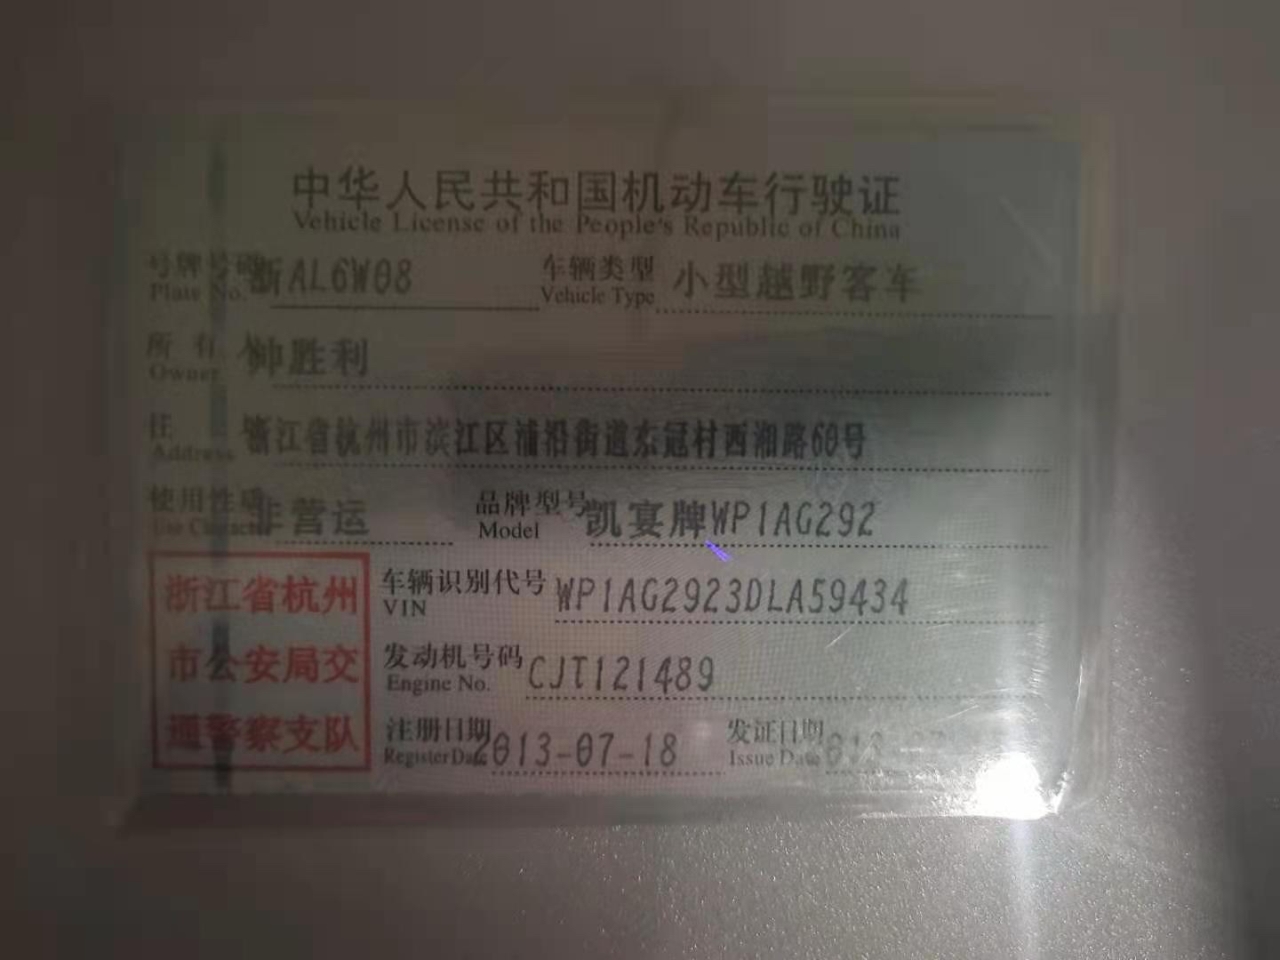 中华人民共和国机动车行驶证
Vehicle License of the People's Republic of China
号牌号码 浙AL6W08 车辆类型 小型越野客车
Plate No. Vehicle Type
所有人 帅胜利
Owner
住 浙江省杭州市滨江区浦沿街道东冠村西湘路60号
Address
使用性质 非营运 品牌型号 凯宴牌WP1AG292
Use Character Model
浙江省杭州
市公安局交
通警察支队
车辆识别代号 WP1AG2923DLA59434
VIN
发动机号码 CJT121489
Engine No.
注册日期 2013-07-18 发证日期
Register Date Issue Date